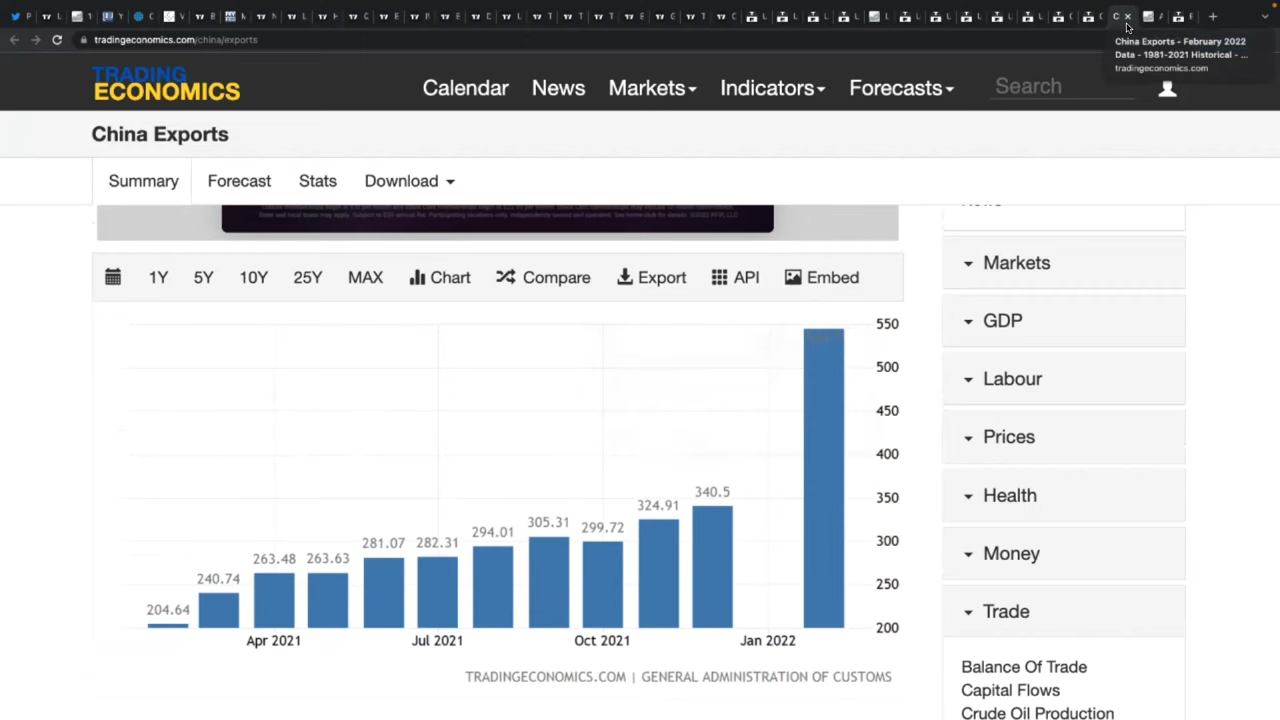 China Exports - February 2022
Data - 1981-2021 Historical - ...
tradingeconomics.com
tradingeconomics.com/china/exports
TRADING
ECONOMICS
Calendar
News
Markets
Indicators
Forecasts
Search
China Exports
Summary
Forecast
Stats
Download
1Y
5Y
10Y
25Y
MAX
Chart
Compare
Export
API
Embed
550
500
450
400
350
300
250
200
204.64
240.74
263.48
263.63
281.07
282.31
294.01
305.31
299.72
324.91
340.5
Apr 2021
Jul 2021
Oct 2021
Jan 2022
TRADINGECONOMICS.COM | GENERAL ADMINISTRATION OF CUSTOMS
Markets
GDP
Labour
Prices
Health
Money
Trade
Balance Of Trade
Capital Flows
Crude Oil Production